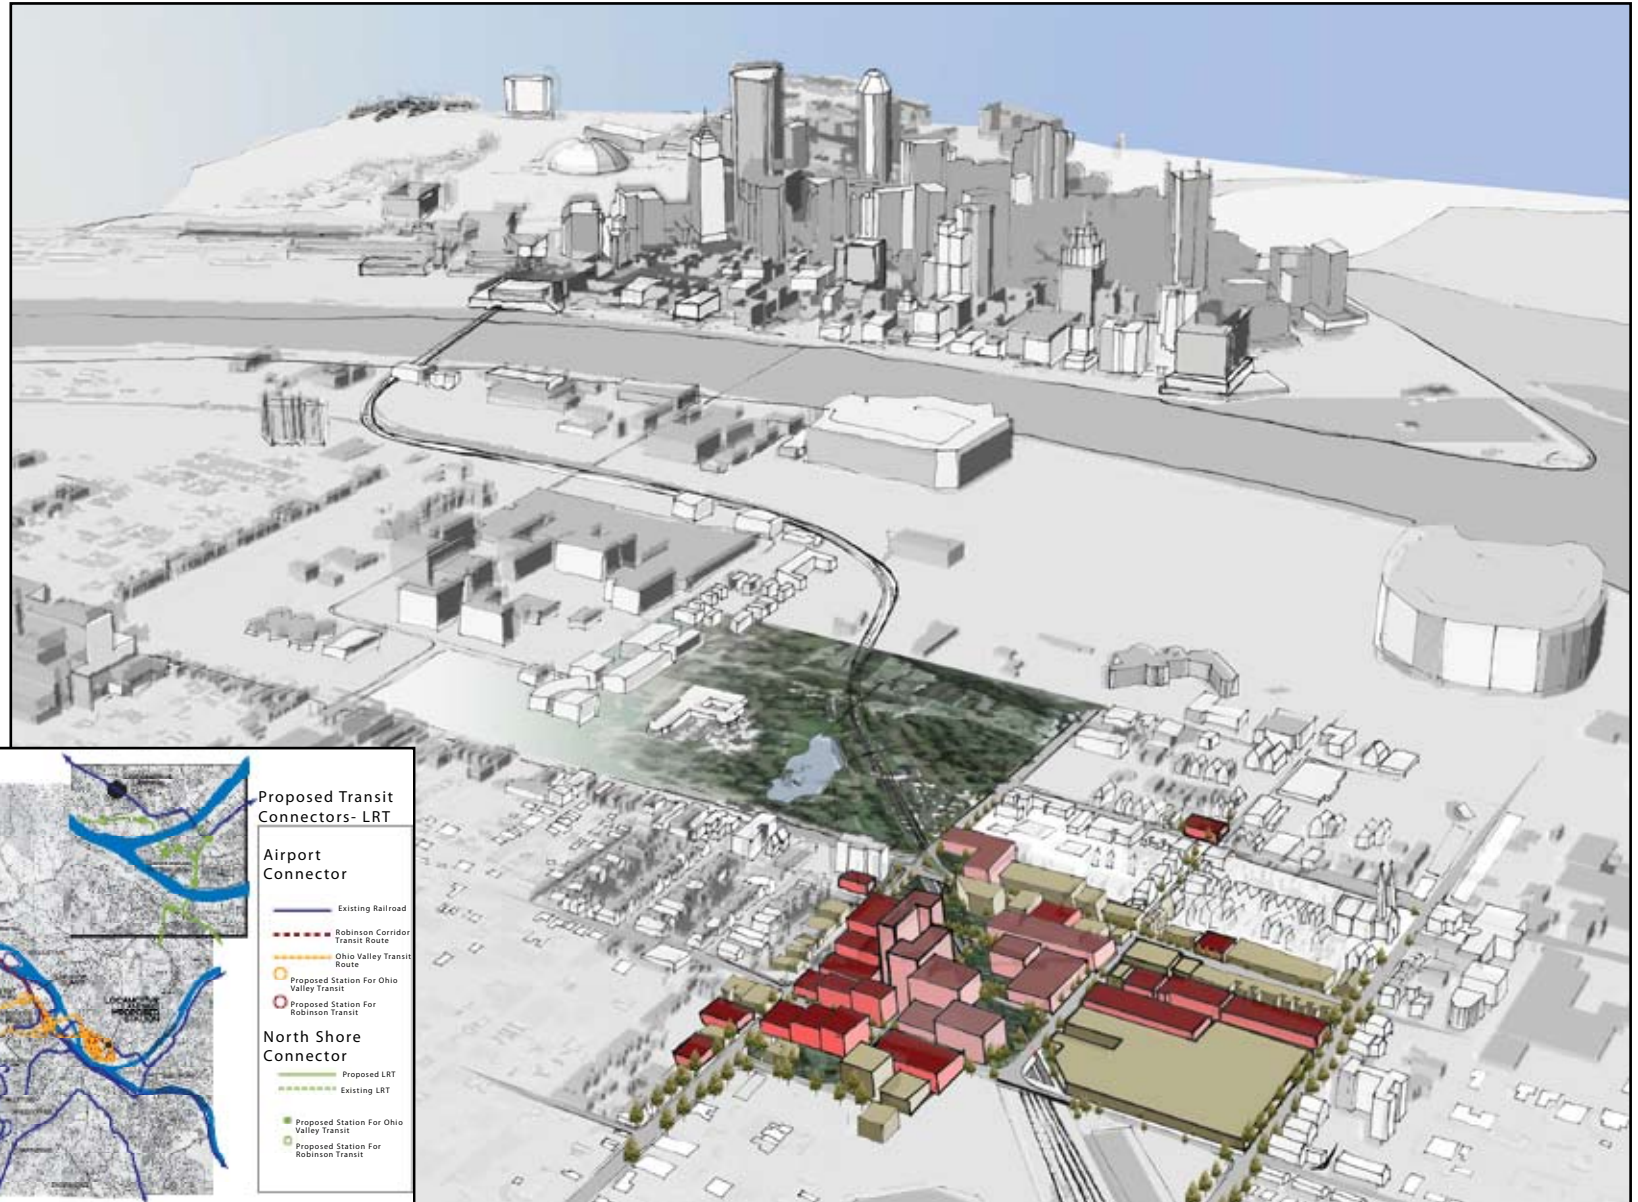 Proposed Transit
Connectors- LRT
Airport
Connector
Existing Railroad
Robinson Corridor
Transit Route
Ohio Valley Transit
Route
Proposed Station For Ohio
Valley Transit
Proposed Station For
Robinson Transit
North Shore
Connector
Proposed LRT
Existing LRT
Proposed Station For Ohio
Valley Transit
Proposed Station For
Robinson Transit